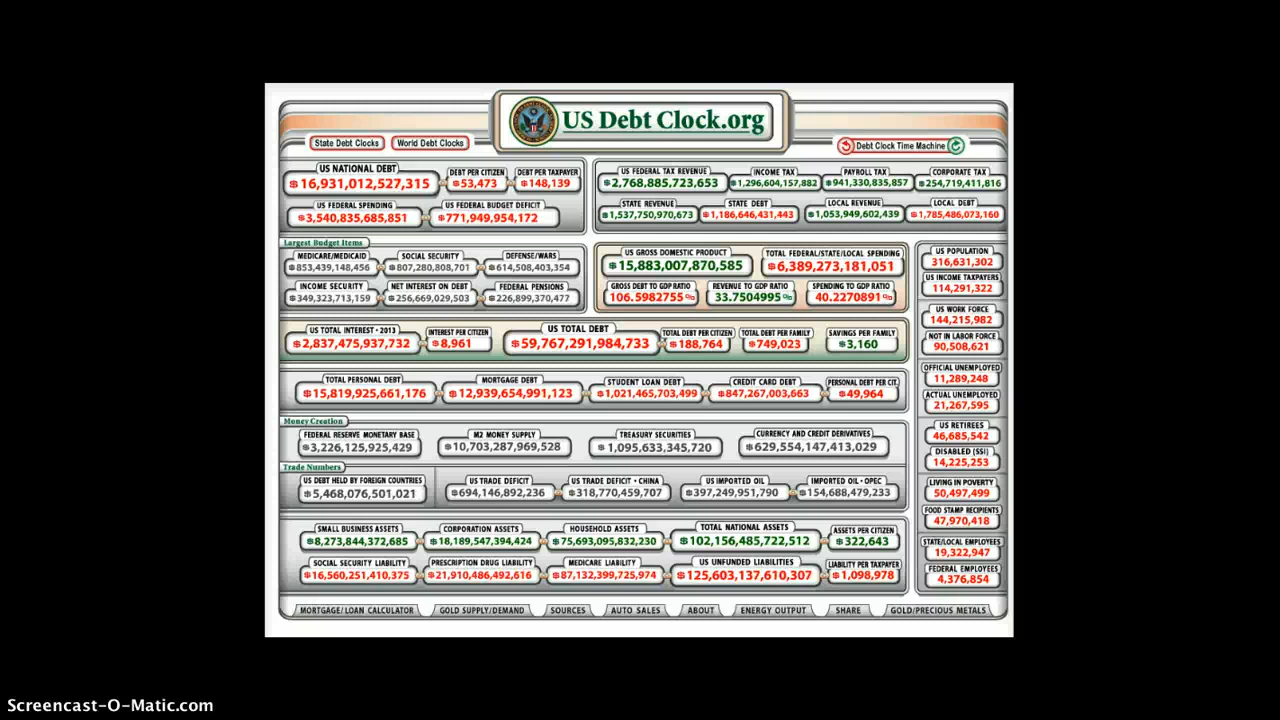 US Debt Clock.org
State Debt Clocks World Debt Clocks Debt Clock Time Machine
US NATIONAL DEBT DEBT PER CITIZEN DEBT PER TAXPAYER
$16,931,012,527,315 $53,473 $148,139
US FEDERAL SPENDING US FEDERAL BUDGET DEFICIT
$3,540,835,685,851 $771,949,954,172
US FEDERAL TAX REVENUE INCOME TAX PAYROLL TAX CORPORATE TAX
$2,768,885,723,653 $1,296,604,157,882 $941,330,835,857 $254,719,411,816
STATE REVENUE STATE DEBT LOCAL REVENUE LOCAL DEBT
$1,537,750,970,673 $1,186,646,431,443 $1,053,949,602,439 $1,785,486,073,160
Largest Budget Items
MEDICARE/MEDICAID SOCIAL SECURITY DEFENSE/WARS
$853,439,148,456 $807,280,808,701 $614,508,403,354
INCOME SECURITY NET INTEREST ON DEBT FEDERAL PENSIONS
$349,323,713,159 $256,669,029,503 $226,899,370,477
US GROSS DOMESTIC PRODUCT TOTAL FEDERAL/STATE/LOCAL SPENDING
$15,883,007,870,585 $6,389,273,181,051
GROSS DEBT TO GDP RATIO REVENUE TO GDP RATIO SPENDING TO GDP RATIO
106.5982755% 33.7504995% 40.2270891%
US TOTAL INTEREST • 2013 INTEREST PER CITIZEN US TOTAL DEBT TOTAL DEBT PER CITIZEN TOTAL DEBT PER FAMILY SAVINGS PER FAMILY
$2,837,475,937,732 $8,961 $59,767,291,984,733 $188,764 $749,023 $3,160
TOTAL PERSONAL DEBT MORTGAGE DEBT STUDENT LOAN DEBT CREDIT CARD DEBT PERSONAL DEBT PER CIT.
$15,819,925,661,176 $12,939,654,991,123 $1,021,465,703,499 $847,267,003,663 $49,964
Money Creation
FEDERAL RESERVE MONETARY BASE M2 MONEY SUPPLY TREASURY SECURITIES CURRENCY AND CREDIT DERIVATIVES
$3,226,125,925,429 $10,703,287,969,528 $1,095,633,345,720 $629,554,147,413,029
Trade Numbers
US DEBT HELD BY FOREIGN COUNTRIES US TRADE DEFICIT US TRADE DEFICIT • CHINA US IMPORTED OIL IMPORTED OIL • OPEC
$5,468,076,501,021 $694,146,892,236 $318,770,459,707 $397,249,951,790 $154,688,479,233
SMALL BUSINESS ASSETS CORPORATION ASSETS HOUSEHOLD ASSETS TOTAL NATIONAL ASSETS ASSETS PER CITIZEN
$8,273,844,372,685 $18,189,547,394,424 $75,693,095,832,230 $102,156,485,722,512 $322,643
SOCIAL SECURITY LIABILITY PRESCRIPTION DRUG LIABILITY MEDICARE LIABILITY US UNFUNDED LIABILITIES LIABILITY PER TAXPAYER
$16,560,251,410,375 $21,910,486,492,616 $87,132,399,725,974 $125,603,137,610,307 $1,098,978
US POPULATION
316,631,302
US INCOME TAXPAYERS
114,291,322
US WORK FORCE
144,215,982
NOT IN LABOR FORCE
90,508,621
OFFICIAL UNEMPLOYED
11,289,248
ACTUAL UNEMPLOYED
21,267,595
US RETIREES
46,685,542
DISABLED (SSI)
14,225,253
LIVING IN POVERTY
50,497,499
FOOD STAMP RECIPIENTS
47,970,418
STATE/LOCAL EMPLOYEES
19,322,947
FEDERAL EMPLOYEES
4,376,854
MORTGAGE/LOAN CALCULATOR GOLD SUPPLY/DEMAND SOURCES AUTO SALES ABOUT ENERGY OUTPUT SHARE GOLD/PRECIOUS METALS
Screencast-O-Matic.com